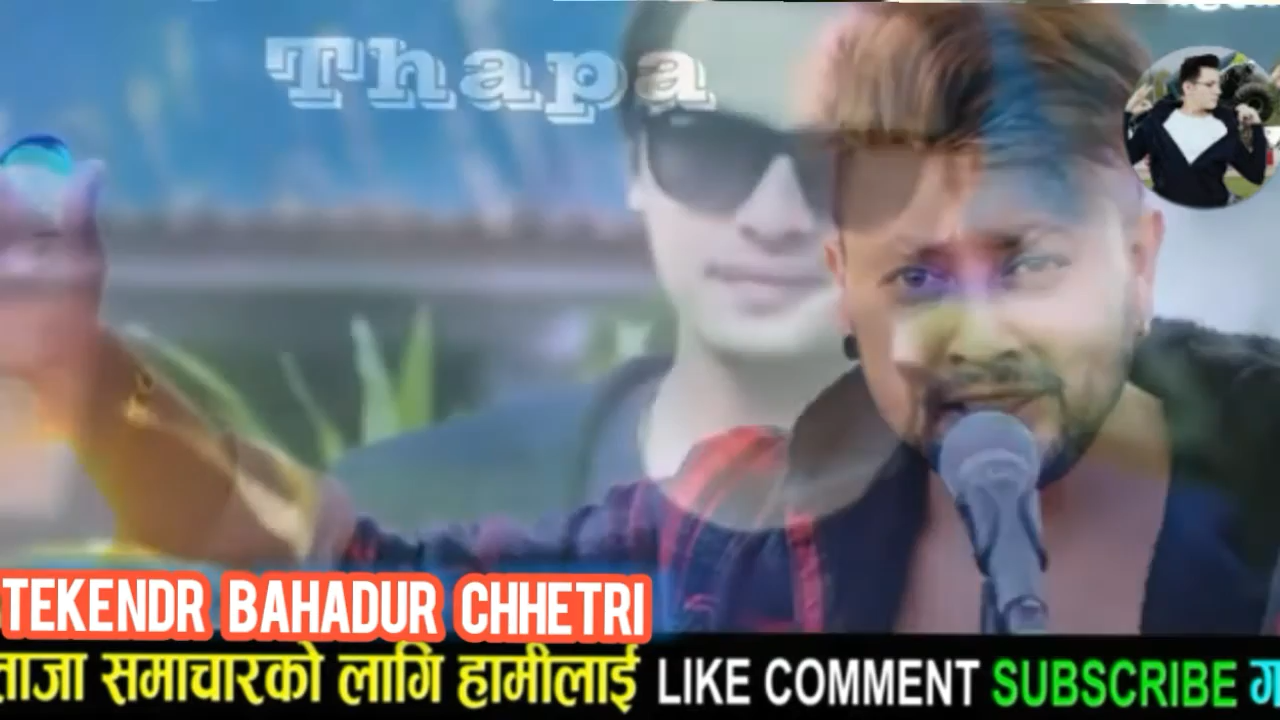 Thapa
TEKENDR BAHADUR CHHETRI
ताजा समाचारको लागि हामीलाई LIKE COMMENT SUBSCRIBE